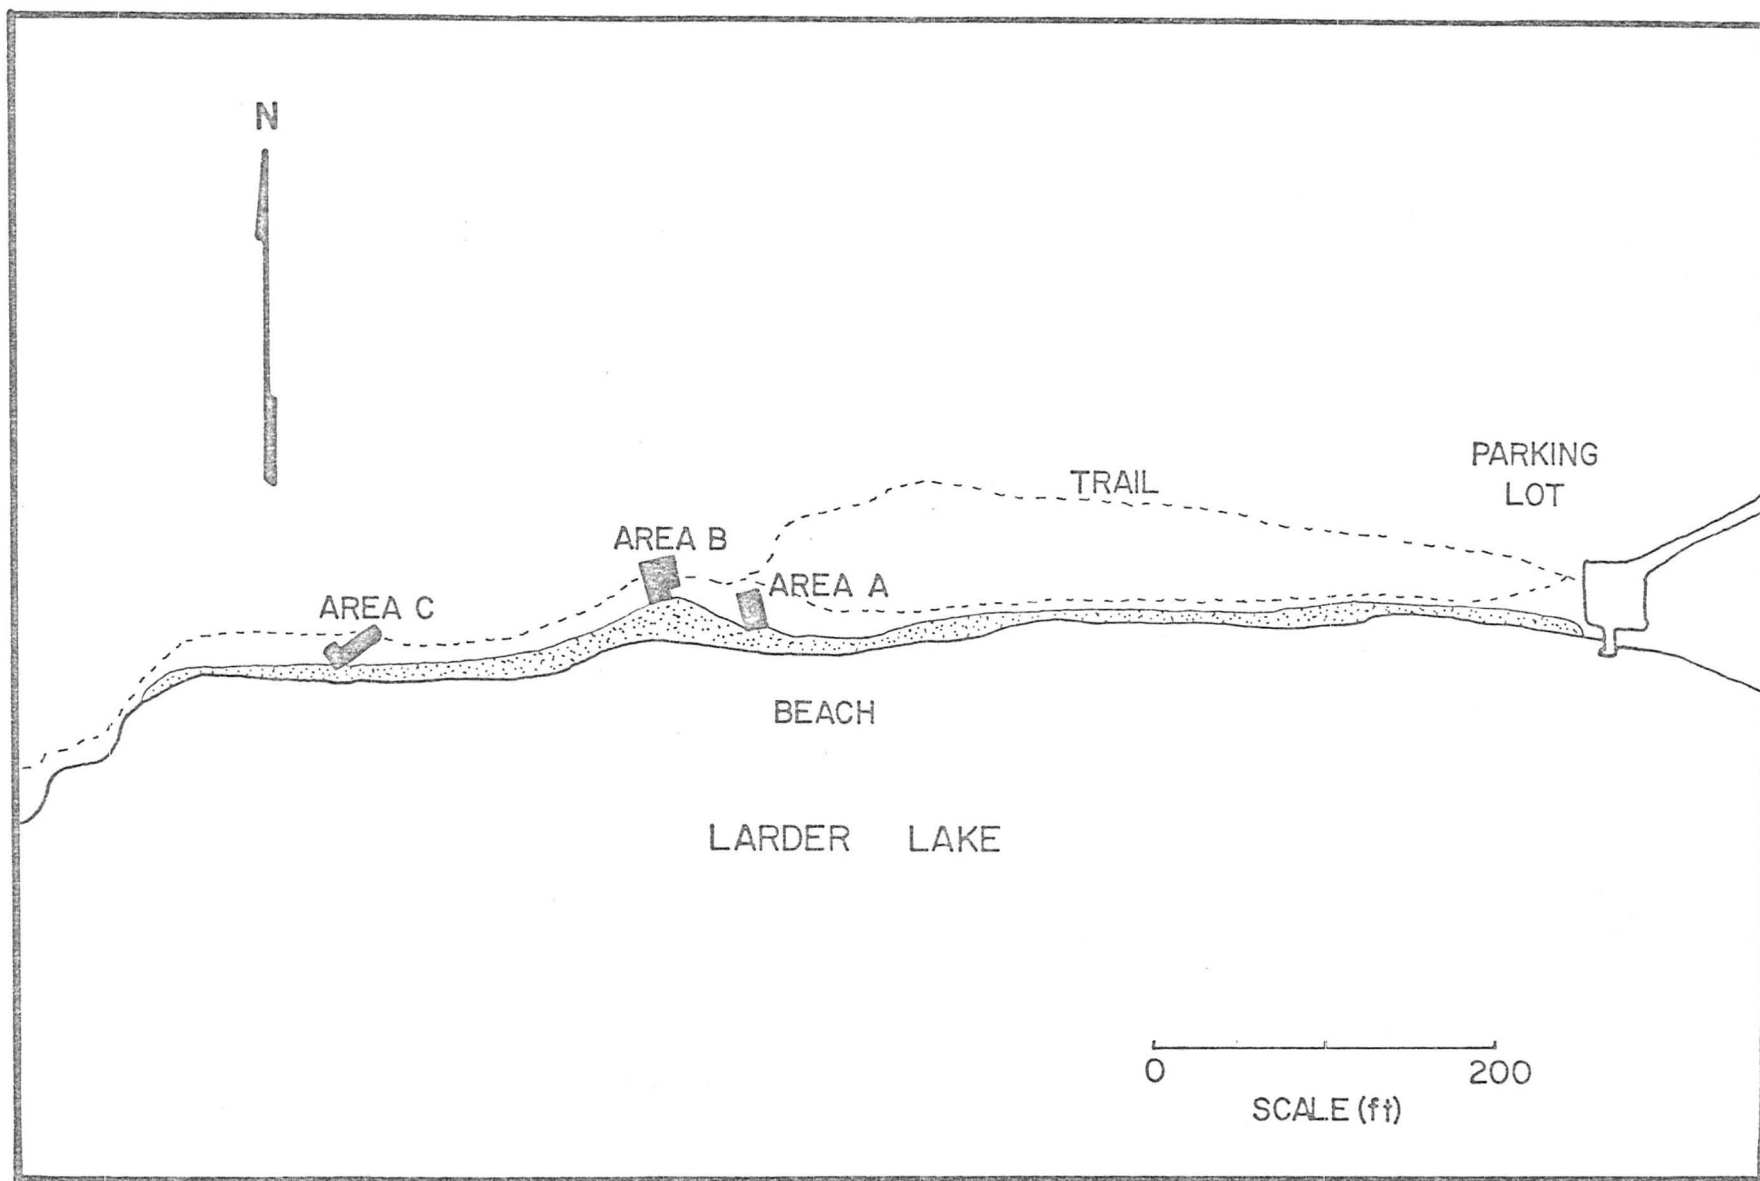 N
PARKING
LOT
TRAIL
AREA B
AREA A
AREA C
BEACH
LARDER LAKE
0 200
SCALE (ft)